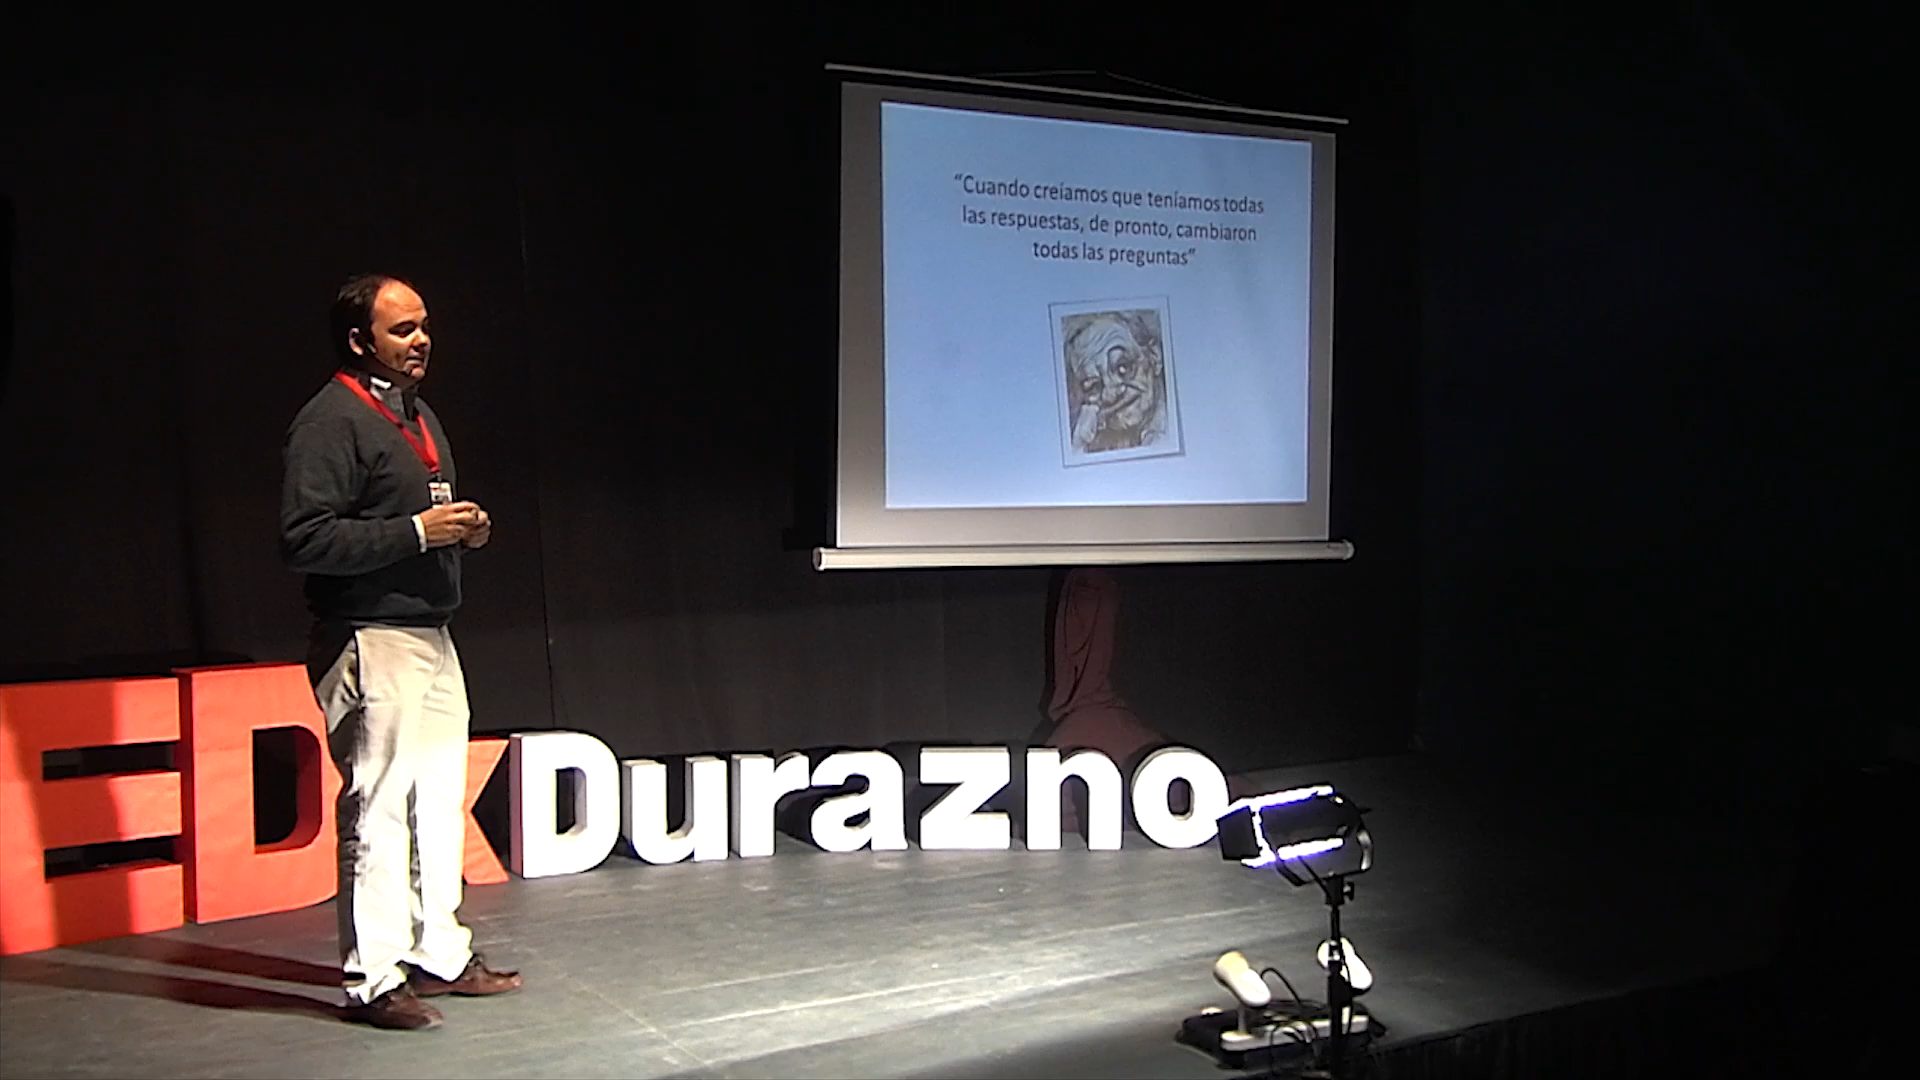 “Cuando creíamos que teníamos todas
las respuestas, de pronto, cambiaron
todas las preguntas”
EDxDurazno